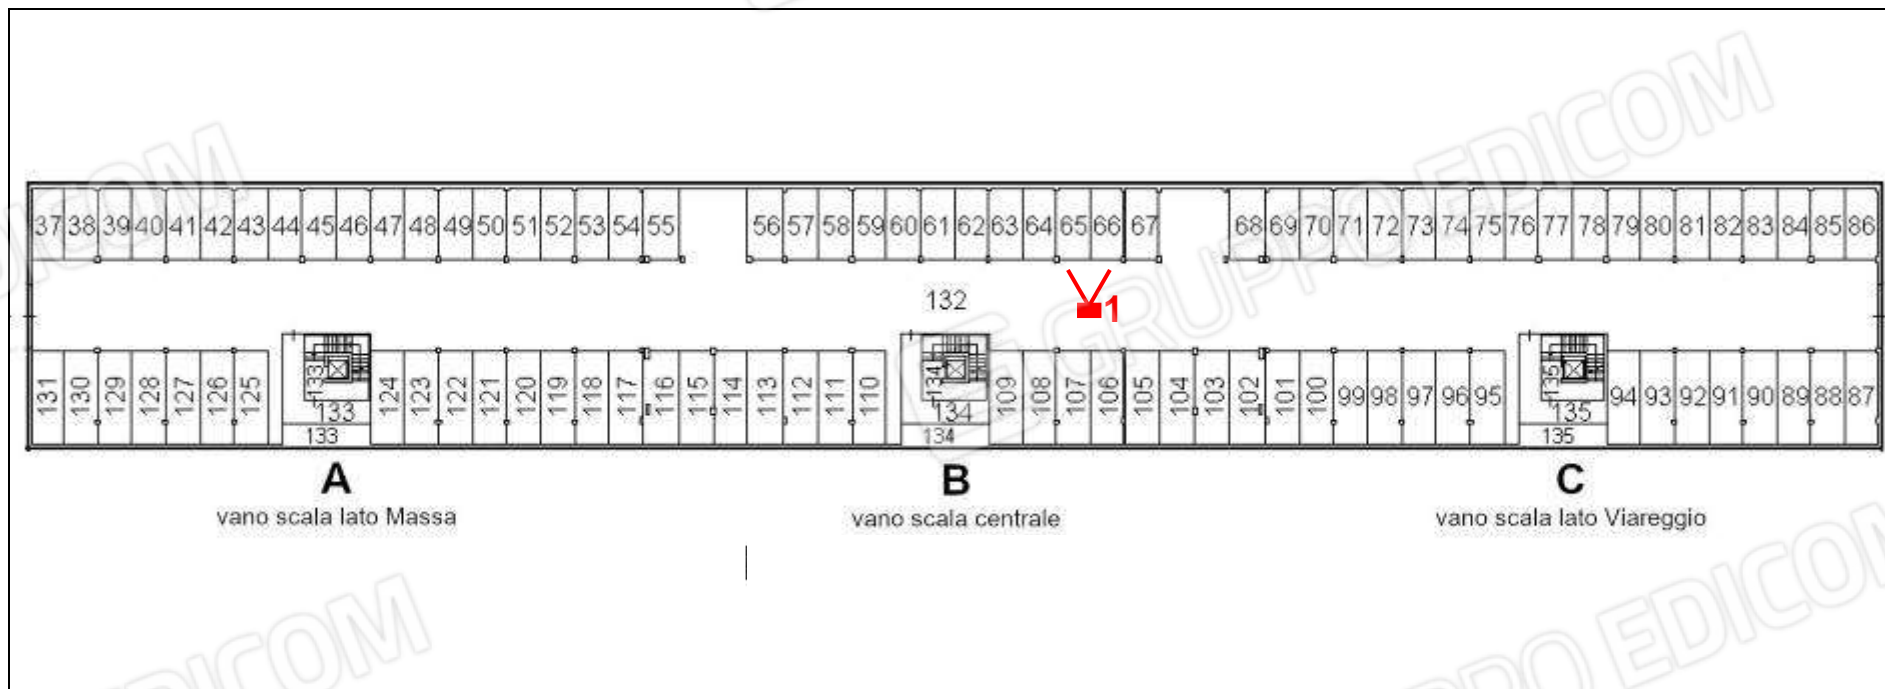 37 38 39 40 41 42 43 44 45 46 47 48 49 50 51 52 53 54 55 56 57 58 59 60 61 62 63 64 65 66 67 68 69 70 71 72 73 74 75 76 77 78 79 80 81 82 83 84 85 86
132
1
131 130 129 128 127 126 125 133 124 123 122 121 120 119 118 117 116 115 114 113 112 111 110 134 109 108 107 106 105 104 103 102 101 100 99 98 97 96 95 135 94 93 92 91 90 89 88 87
133 134 135
133 134 135
A B C
vano scala lato Massa vano scala centrale vano scala lato Viareggio
GRUPPO EDICOM